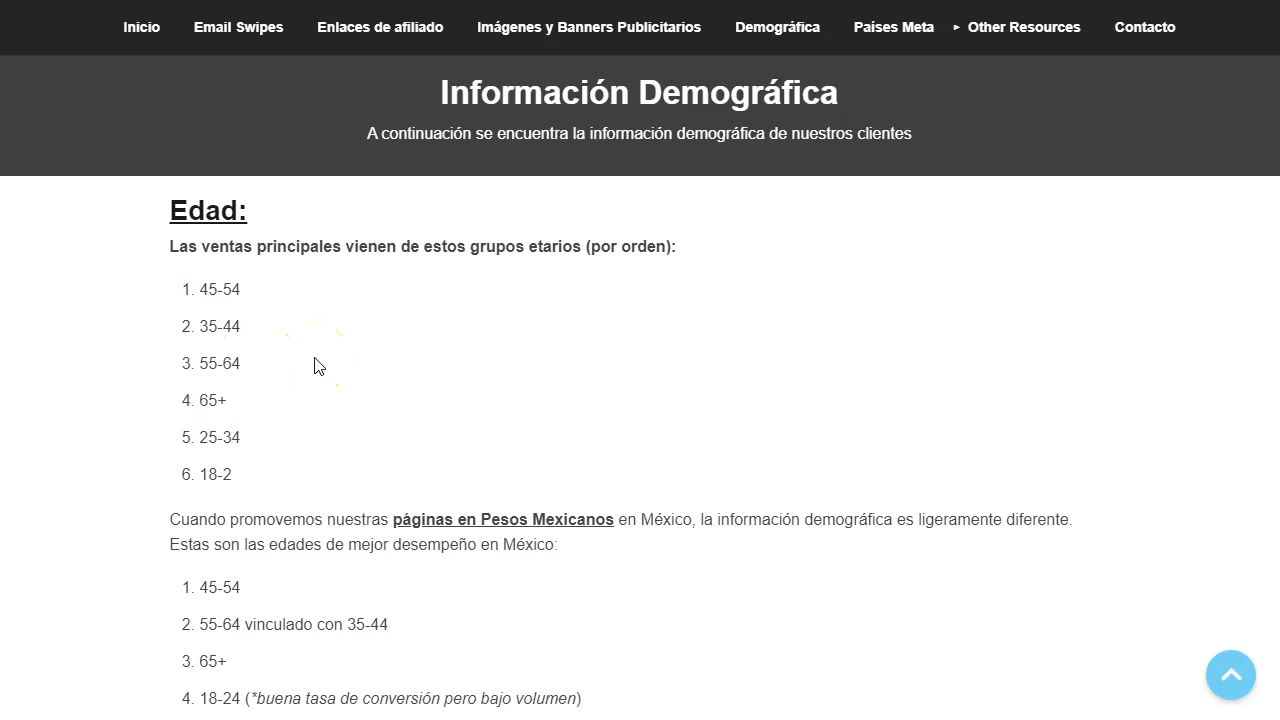 Inicio Email Swipes Enlaces de afiliado Imágenes y Banners Publicitarios Demográfica Países Meta ▸ Other Resources Contacto
Información Demográfica
A continuación se encuentra la información demográfica de nuestros clientes
Edad:
Las ventas principales vienen de estos grupos etarios (por orden):
1. 45-54
2. 35-44
3. 55-64
4. 65+
5. 25-34
6. 18-2
Cuando promovemos nuestras páginas en Pesos Mexicanos en México, la información demográfica es ligeramente diferente.
Estas son las edades de mejor desempeño en México:
1. 45-54
2. 55-64 vinculado con 35-44
3. 65+
4. 18-24 (*buena tasa de conversión pero bajo volumen)